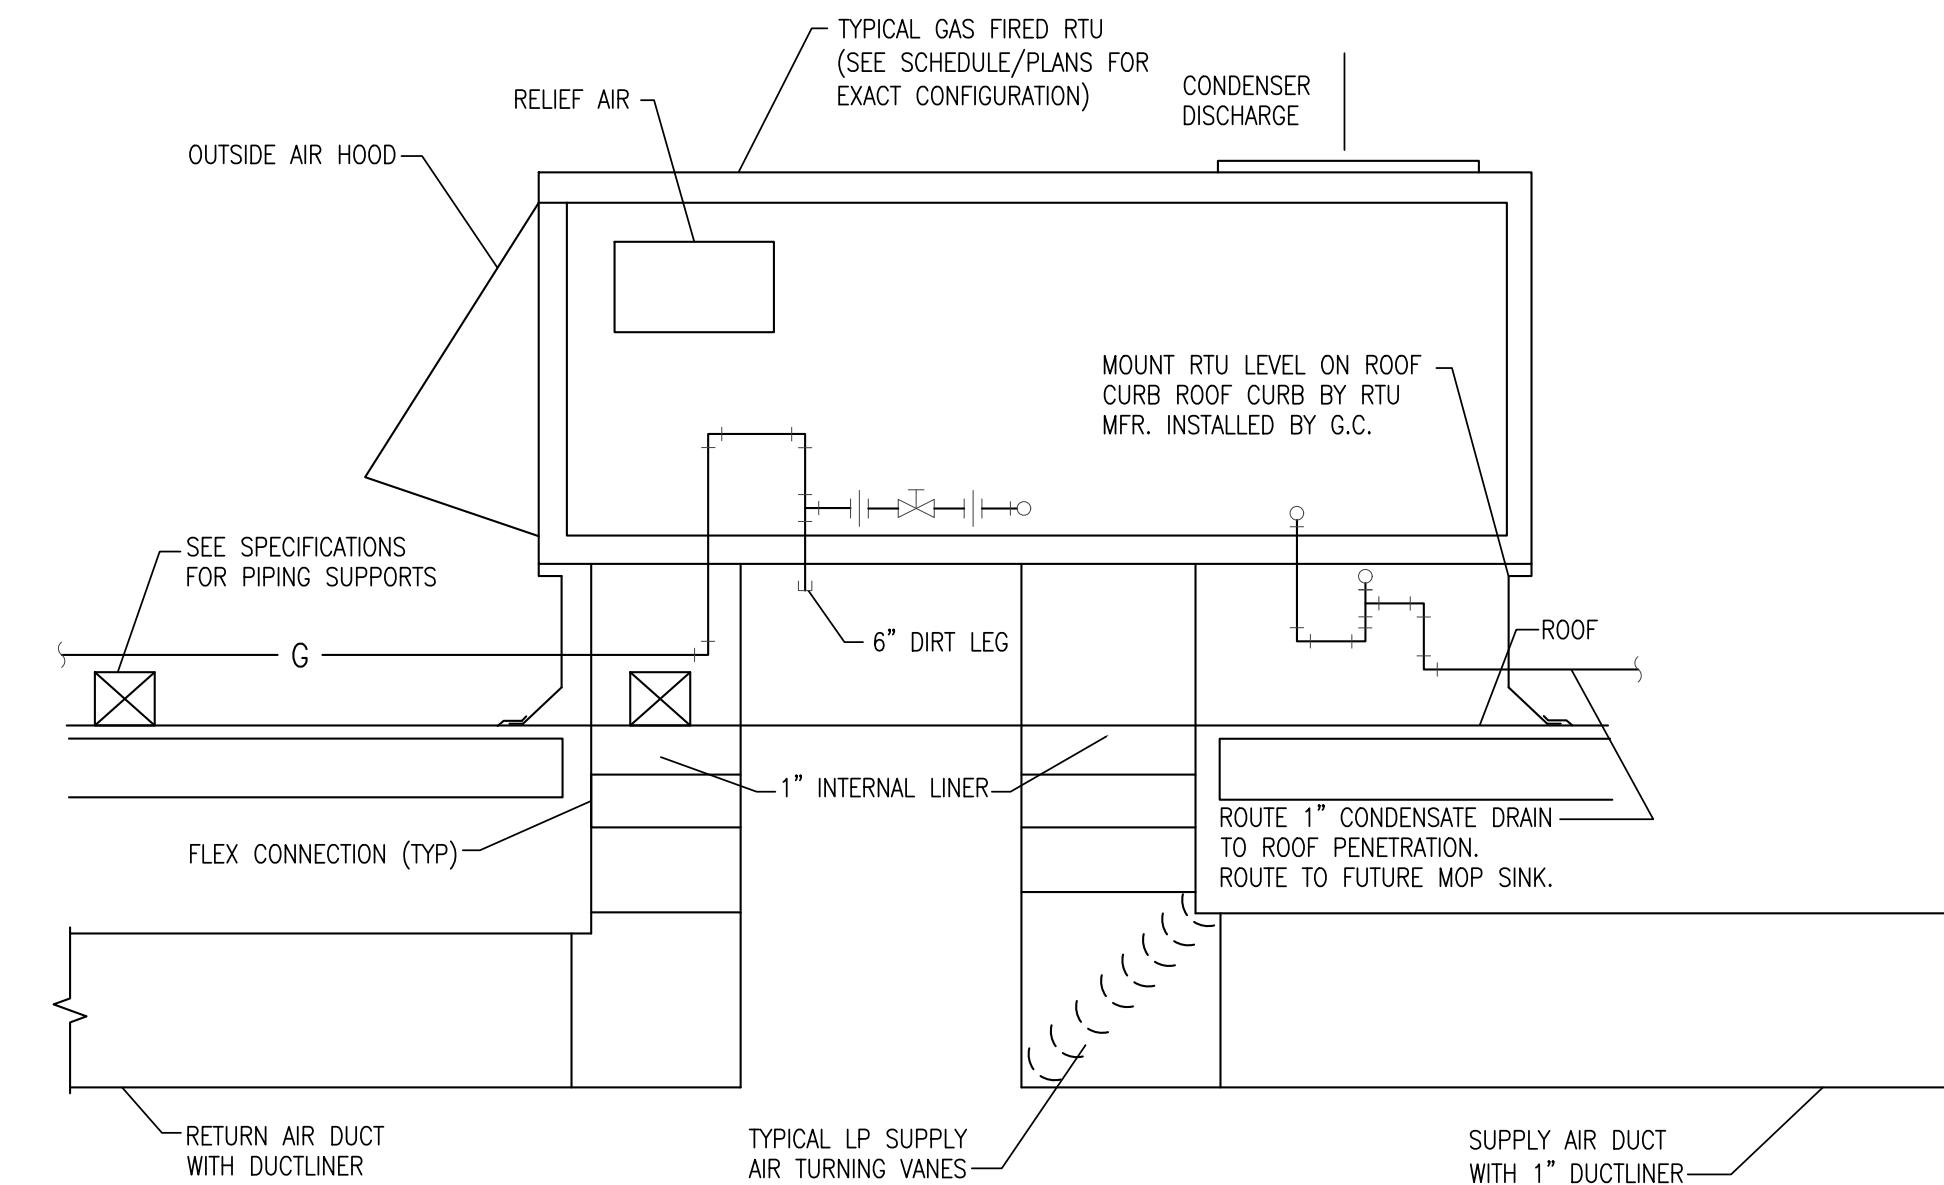 TYPICAL GAS FIRED RTU
(SEE SCHEDULE/PLANS FOR
EXACT CONFIGURATION)
CONDENSER
DISCHARGE
RELIEF AIR
OUTSIDE AIR HOOD
MOUNT RTU LEVEL ON ROOF
CURB ROOF CURB BY RTU
MFR. INSTALLED BY G.C.
SEE SPECIFICATIONS
FOR PIPING SUPPORTS
G
6" DIRT LEG
ROOF
1" INTERNAL LINER
FLEX CONNECTION (TYP)
ROUTE 1" CONDENSATE DRAIN
TO ROOF PENETRATION.
ROUTE TO FUTURE MOP SINK.
RETURN AIR DUCT
WITH DUCTLINER
TYPICAL LP SUPPLY
AIR TURNING VANES
SUPPLY AIR DUCT
WITH 1" DUCTLINER